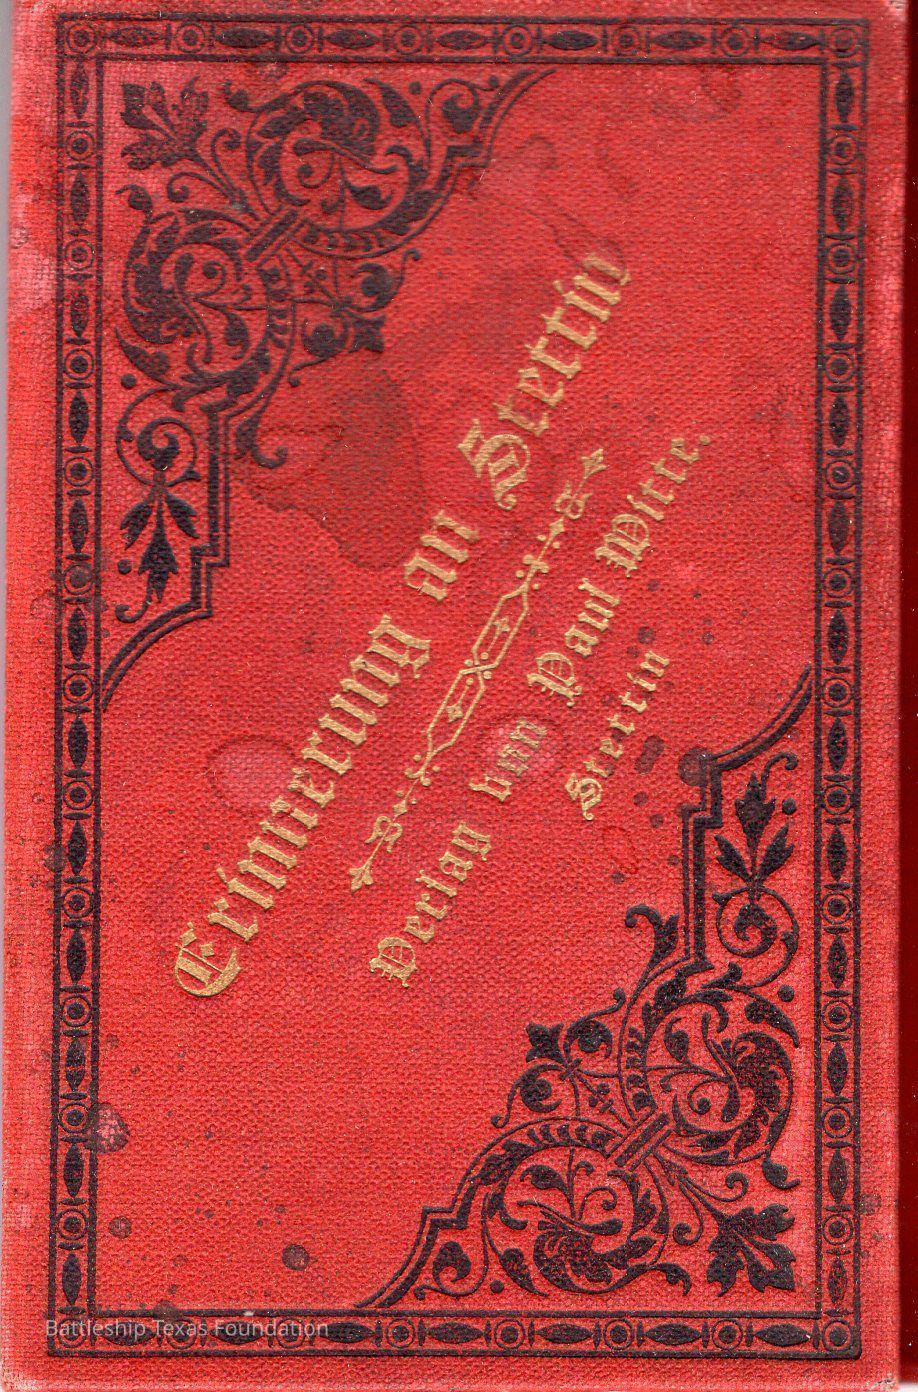 Erinnerung an Stettin
Verlag von Paul Witte.
Stettin
Battleship Texas Foundation